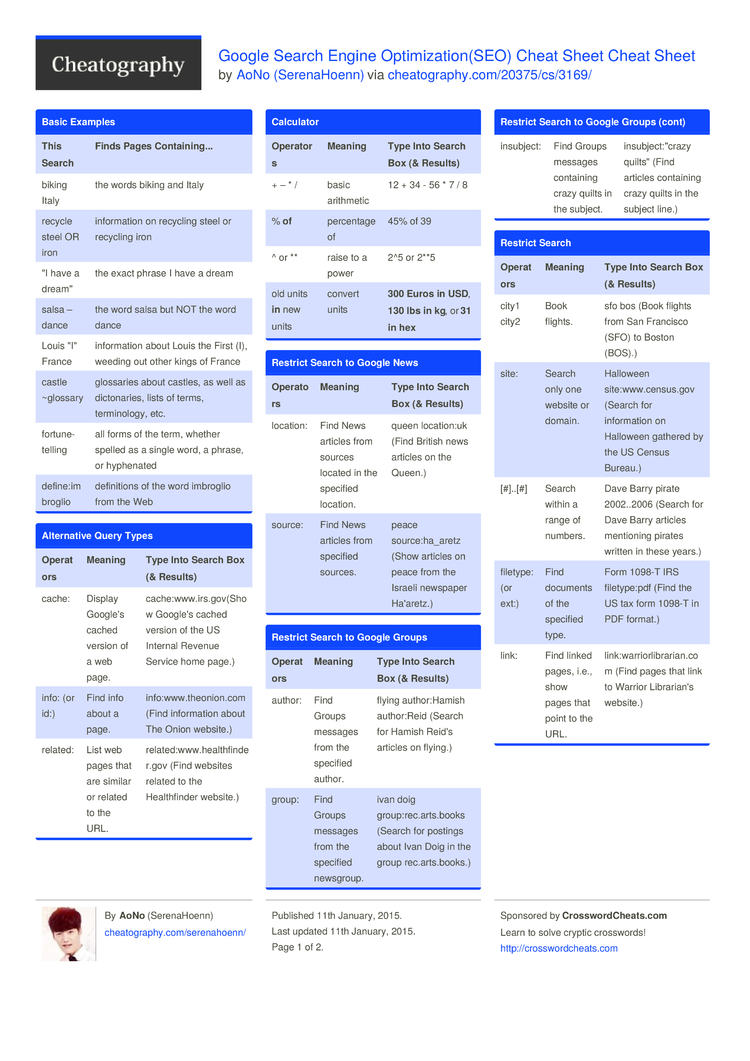 Cheatography
Google Search Engine Optimization(SEO) Cheat Sheet Cheat Sheet
by AoNo (SerenaHoenn) via cheatography.com/20375/cs/3169/
Basic Examples
This
Search
Finds Pages Containing...
biking
Italy
the words biking and Italy
recycle
steel OR
iron
information on recycling steel or
recycling iron
"I have a
dream"
the exact phrase I have a dream
salsa –
dance
the word salsa but NOT the word
dance
Louis "I"
France
information about Louis the First (I),
weeding out other kings of France
castle
~glossary
glossaries about castles, as well as
dictonaries, lists of terms,
terminology, etc.
fortune-
telling
all forms of the term, whether
spelled as a single word, a phrase,
or hyphenated
define:im
broglio
definitions of the word imbroglio
from the Web
Alternative Query Types
Operat
ors
Meaning
Type Into Search Box
(& Results)
cache:
Display
Google's
cached
version of
a web
page.
cache:www.irs.gov(Sho
w Google's cached
version of the US
Internal Revenue
Service home page.)
info: (or
id:)
Find info
about a
page.
info:www.theonion.com
(Find information about
The Onion website.)
related:
List web
pages that
are similar
or related
to the
URL.
related:www.healthfinde
r.gov (Find websites
related to the
Healthfinder website.)
Calculator
Operator
s
Meaning
Type Into Search
Box (& Results)
+ – * /
basic
arithmetic
12 + 34 - 56 * 7 / 8
% of
percentage
of
45% of 39
^ or **
raise to a
power
2^5 or 2**5
old units
in new
units
convert
units
300 Euros in USD,
130 lbs in kg, or 31
in hex
Restrict Search to Google News
Operato
rs
Meaning
Type Into Search
Box (& Results)
location:
Find News
articles from
sources
located in the
specified
location.
queen location:uk
(Find British news
articles on the
Queen.)
source:
Find News
articles from
specified
sources.
peace
source:ha_aretz
(Show articles on
peace from the
Israeli newspaper
Ha'aretz.)
Restrict Search to Google Groups
Operat
ors
Meaning
Type Into Search
Box (& Results)
author:
Find
Groups
messages
from the
specified
author.
flying author:Hamish
author:Reid (Search
for Hamish Reid's
articles on flying.)
group:
Find
Groups
messages
from the
specified
newsgroup.
ivan doig
group:rec.arts.books
(Search for postings
about Ivan Doig in the
group rec.arts.books.)
Restrict Search to Google Groups (cont)
insubject:
Find Groups
messages
containing
crazy quilts in
the subject.
insubject:"crazy
quilts" (Find
articles containing
crazy quilts in the
subject line.)
Restrict Search
Operat
ors
Meaning
Type Into Search Box
(& Results)
city1
city2
Book
flights.
sfo bos (Book flights
from San Francisco
(SFO) to Boston
(BOS).)
site:
Search
only one
website or
domain.
Halloween
site:www.census.gov
(Search for
information on
Halloween gathered by
the US Census
Bureau.)
[#]..[#]
Search
within a
range of
numbers.
Dave Barry pirate
2002..2006 (Search for
Dave Barry articles
mentioning pirates
written in these years.)
filetype:
(or
ext:)
Find
documents
of the
specified
type.
Form 1098-T IRS
filetype:pdf (Find the
US tax form 1098-T in
PDF format.)
link:
Find linked
pages, i.e.,
show
pages that
point to the
URL.
link:warriorlibrarian.co
m (Find pages that link
to Warrior Librarian's
website.)
By AoNo (SerenaHoenn)
cheatography.com/serenahoenn/
Published 11th January, 2015.
Last updated 11th January, 2015.
Page 1 of 2.
Sponsored by CrosswordCheats.com
Learn to solve cryptic crosswords!
http://crosswordcheats.com